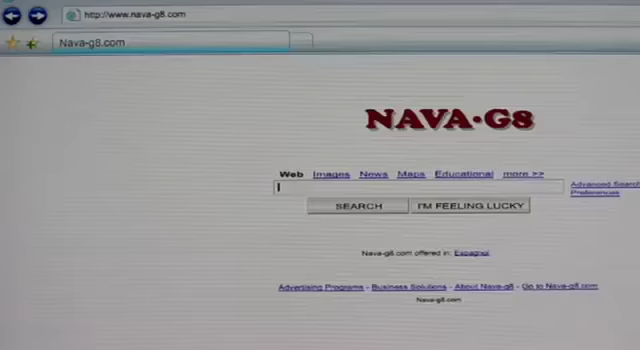 http://www.nava-g8.com
Nava-g8.com
NAVA·G8
Web Images News Maps Educational more >>
Advanced Search
Preferences
SEARCH I'M FEELING LUCKY
Nava-g8.com offered in: Espagnol
Advertising Programs - Business Solutions - About Nava-g8 - Go to Nava-g8.com
Nava-g8.com